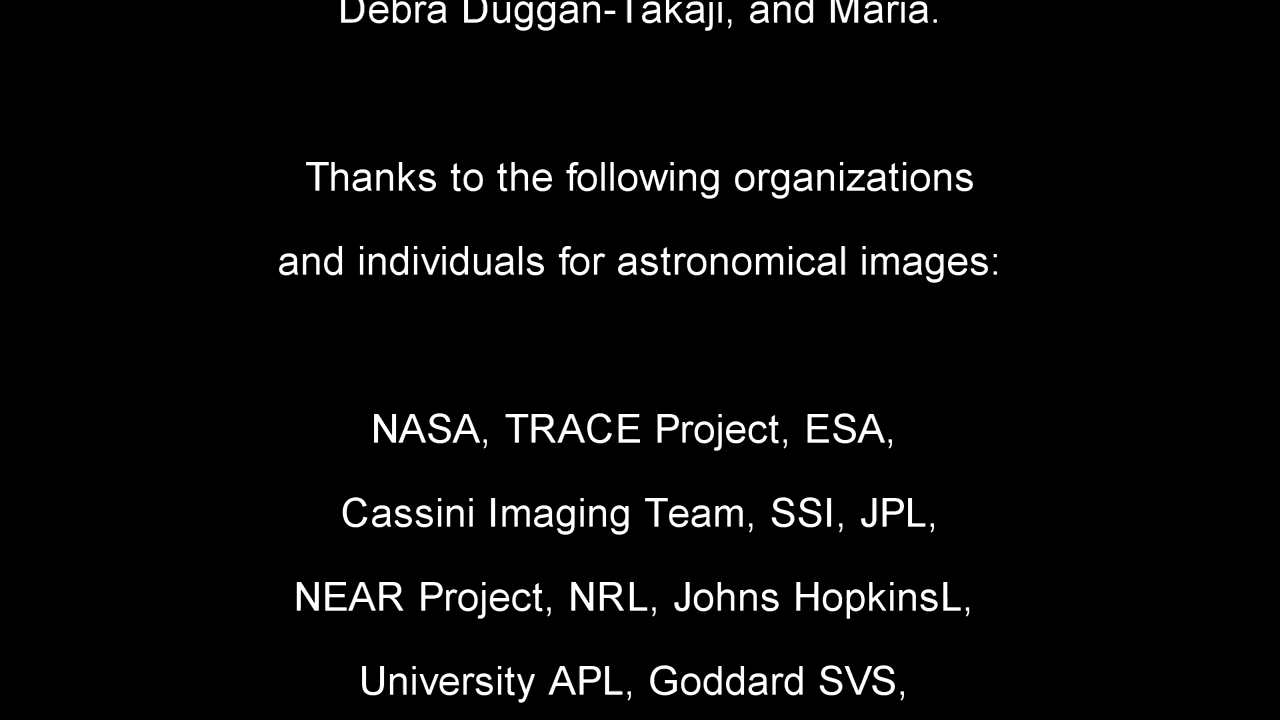 Debra Duggan-Takaji, and Maria.
Thanks to the following organizations
and individuals for astronomical images:
NASA, TRACE Project, ESA,
Cassini Imaging Team, SSI, JPL,
NEAR Project, NRL, Johns HopkinsL,
University APL, Goddard SVS,